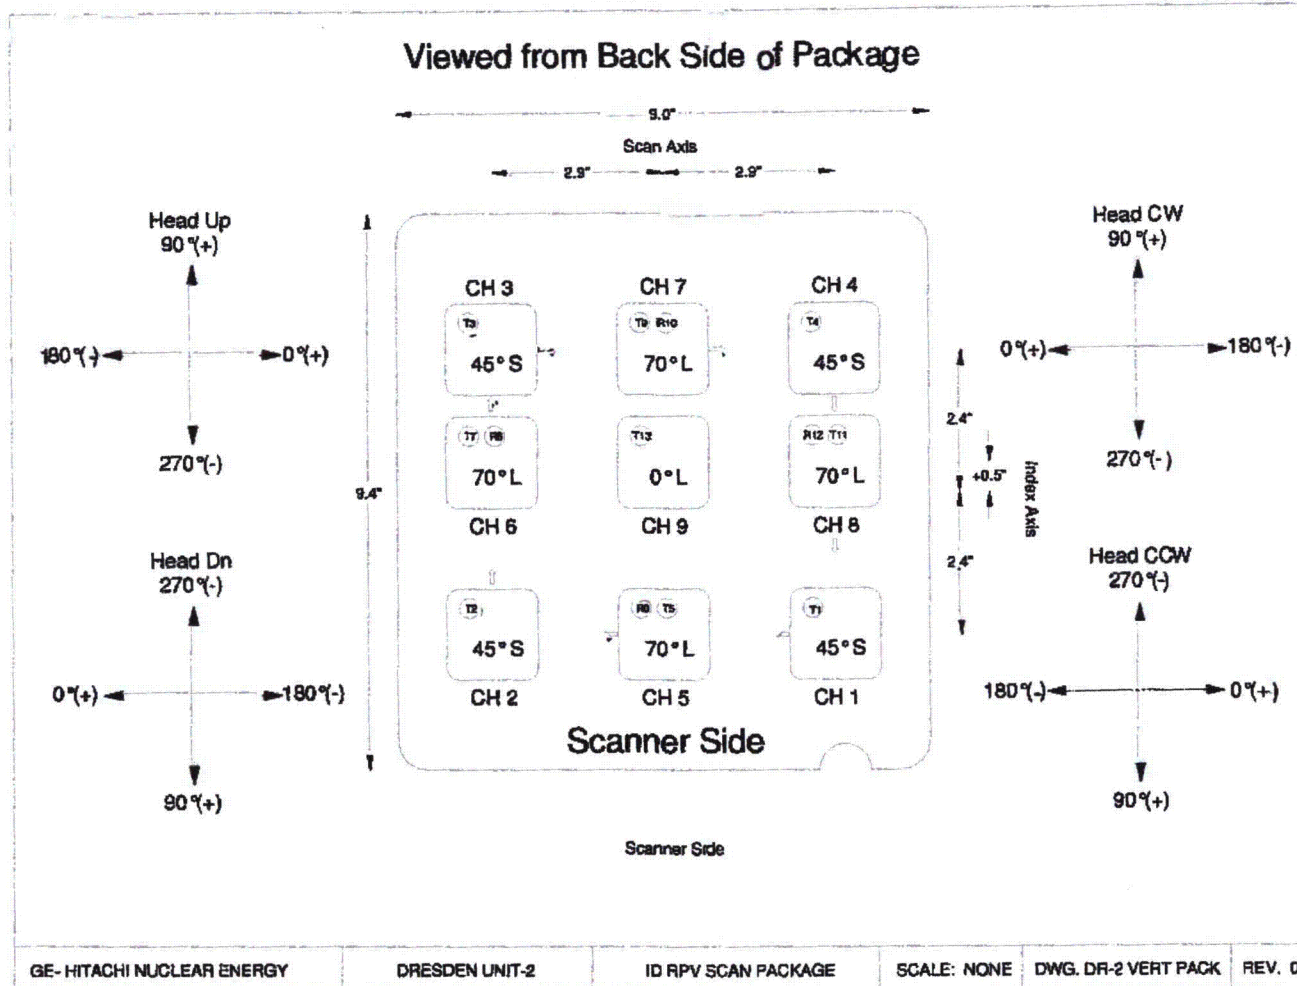 Viewed from Back Side of Package
9.0"
Scan Axis
2.9" 2.9"
Head Up
90°(+)
180°(-) 0°(+)
270°(-)
Head CW
90°(+)
0°(+) 180°(-)
270°(-)
CH 3 CH 7 CH 4
T3 T9 R10 T4
45°S 70°L 45°S
T7 R8 T13 R12 T11
70°L 0°L 70°L
CH 6 CH 9 CH 8
9.4"
2.4"
+0.5"
Index Axis
2.4"
Head Dn
270°(-)
0°(+) 180°(-)
90°(+)
Head CCW
270°(-)
180°(-) 0°(+)
90°(+)
T2 T5 T1
45°S 70°L 45°S
CH 2 CH 5 CH 1
Scanner Side
Scanner Side
GE- HITACHI NUCLEAR ENERGY DRESDEN UNIT-2 ID RPV SCAN PACKAGE SCALE: NONE DWG. DR-2 VERT PACK REV. 0